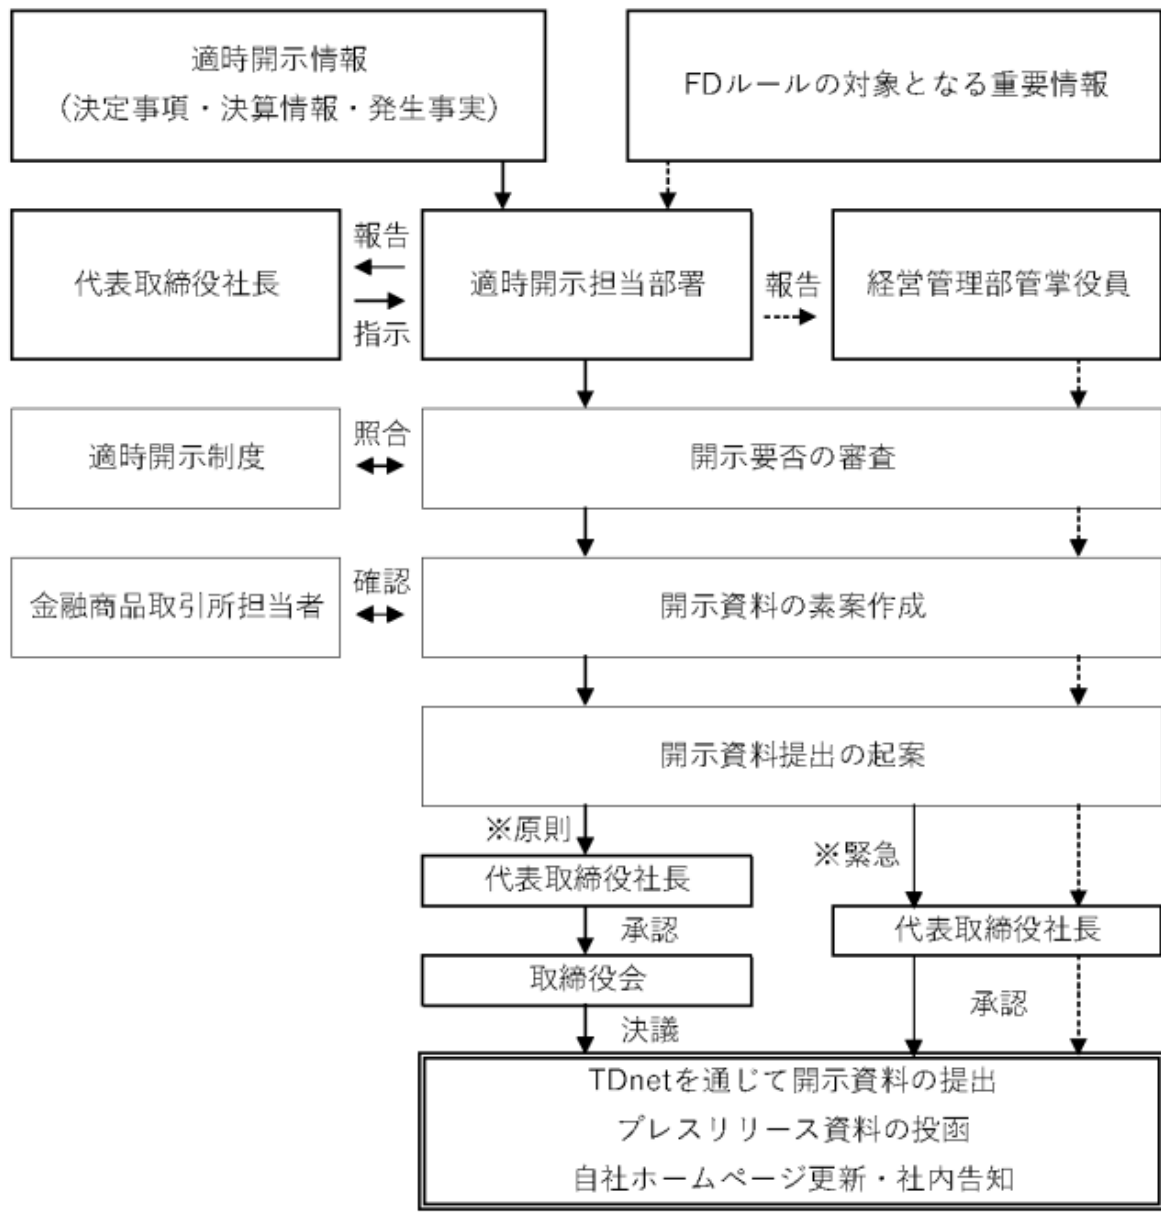 適時開示情報
（決定事項・決算情報・発生事実）
FDルールの対象となる重要情報
代表取締役社長
報告
指示
適時開示担当部署
報告
経営管理部管掌役員
適時開示制度
照合
開示要否の審査
金融商品取引所担当者
確認
開示資料の素案作成
開示資料提出の起案
※原則
※緊急
代表取締役社長
承認
代表取締役社長
取締役会
承認
決議
TDnetを通じて開示資料の提出
プレスリリース資料の投函
自社ホームページ更新・社内告知